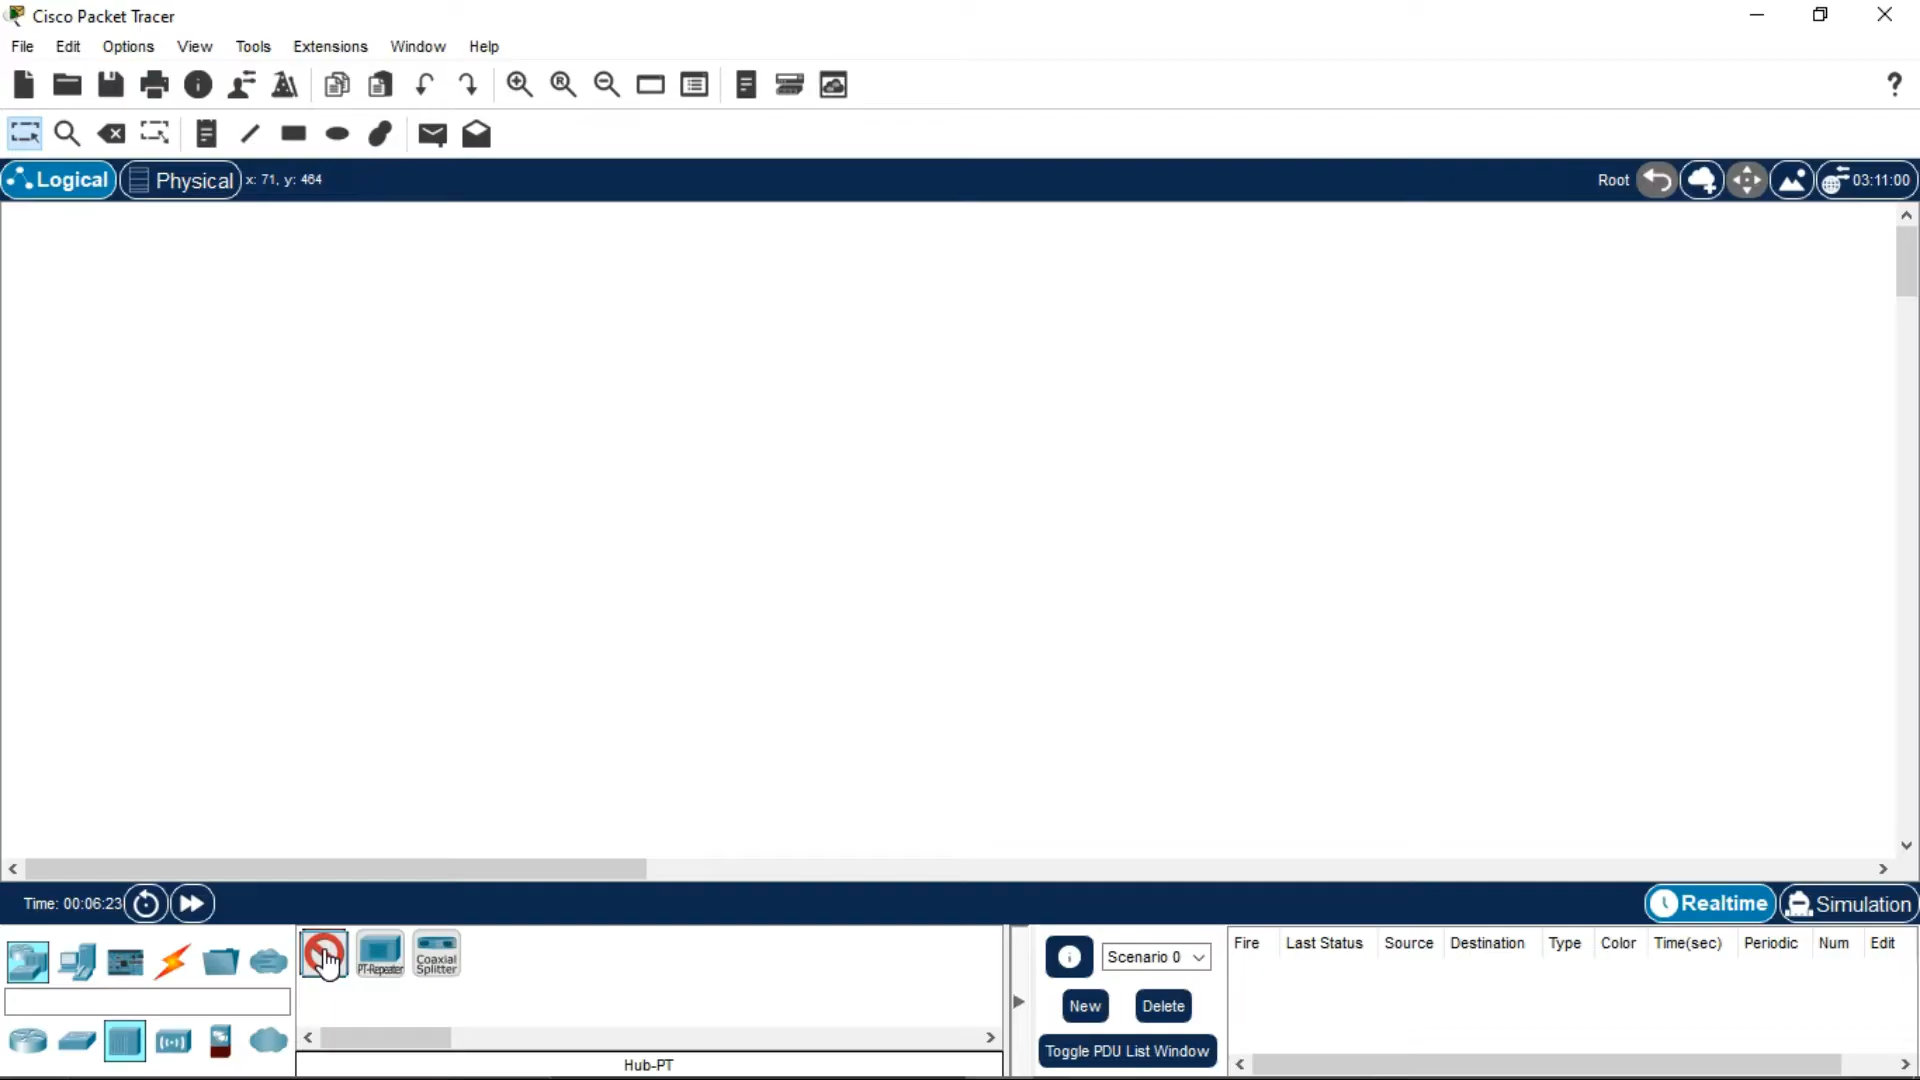 Cisco Packet Tracer
File Edit Options View Tools Extensions Window Help
?
Logical Physical x: 71, y: 464 Root 03:11:00
Time: 00:06:23 Realtime Simulation
PT-Repeater Coaxial Splitter
Hub-PT
Scenario 0
New Delete
Toggle PDU List Window
Fire Last Status Source Destination Type Color Time(sec) Periodic Num Edit